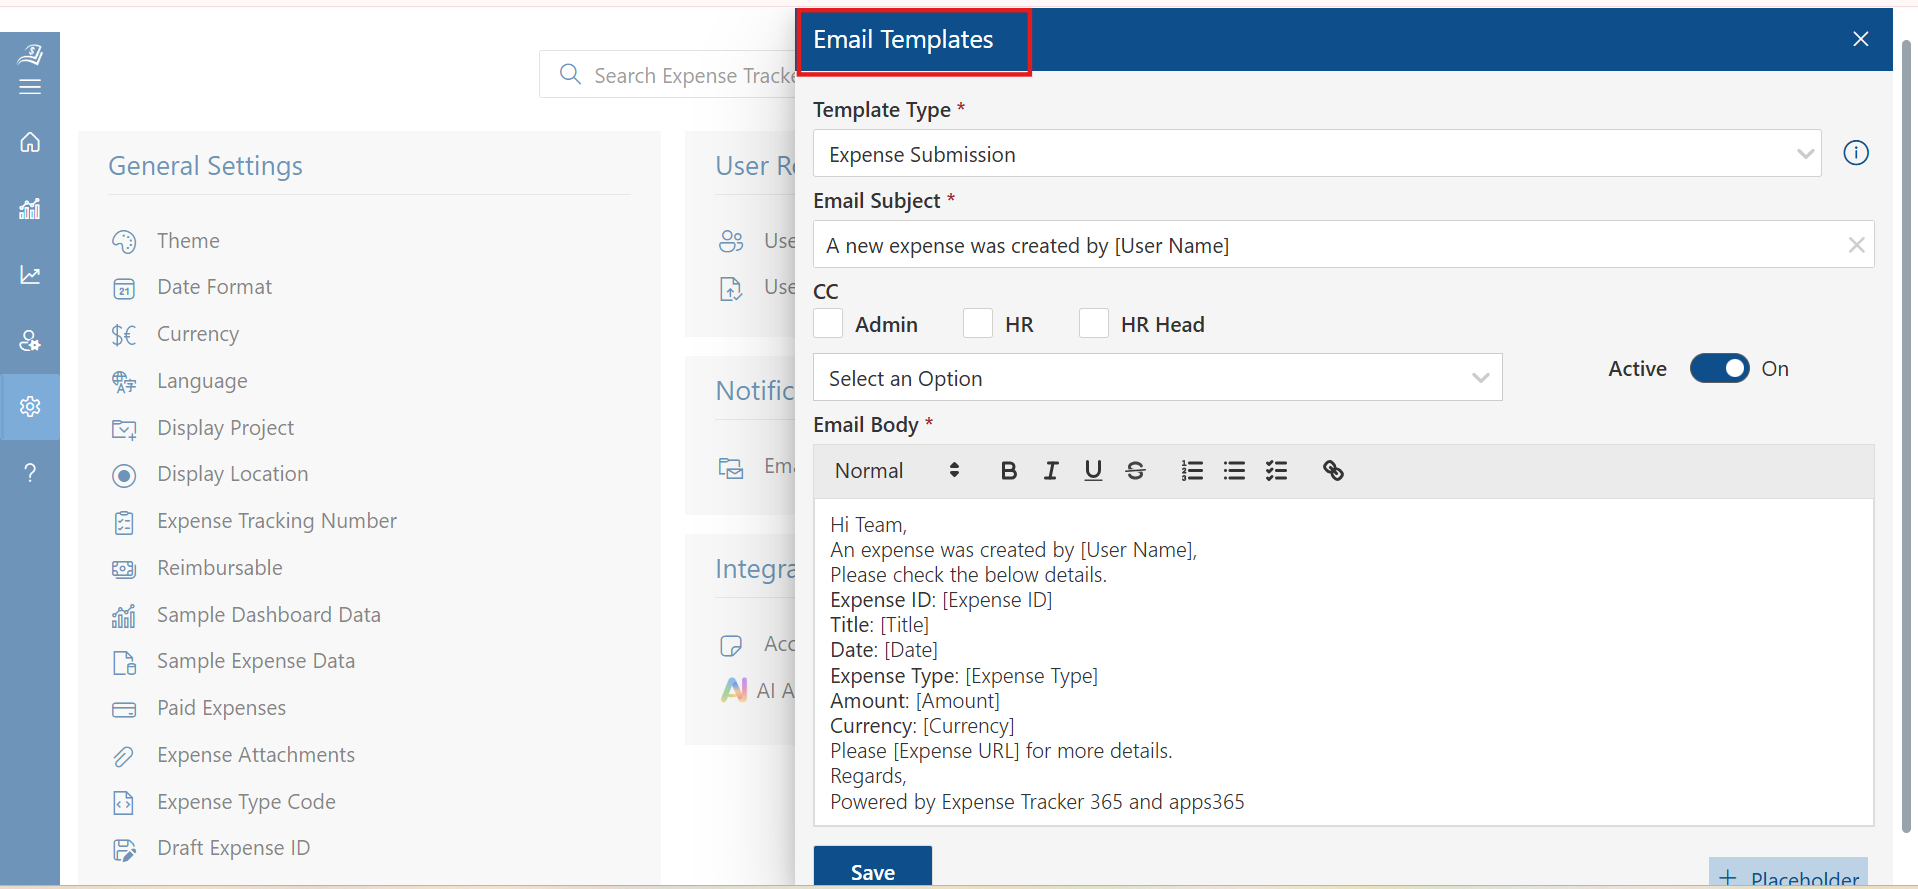 Search Expense Tracke
General Settings
Theme
21
Date Format
Currency
Language
Display Project
Display Location
Expense Tracking Number
Reimbursable
Sample Dashboard Data
Sample Expense Data
Paid Expenses
Expense Attachments
Expense Type Code
Draft Expense ID
User Ro
Use
Use
Notific
Ema
Integra
Acc
AI A
Email Templates
Template Type *
Expense Submission
Email Subject *
A new expense was created by [User Name]
CC
Admin HR HR Head
Select an Option
Active On
Email Body *
Normal B I U S
Hi Team,
An expense was created by [User Name],
Please check the below details.
Expense ID: [Expense ID]
Title: [Title]
Date: [Date]
Expense Type: [Expense Type]
Amount: [Amount]
Currency: [Currency]
Please [Expense URL] for more details.
Regards,
Powered by Expense Tracker 365 and apps365
Save
+ Placeholder